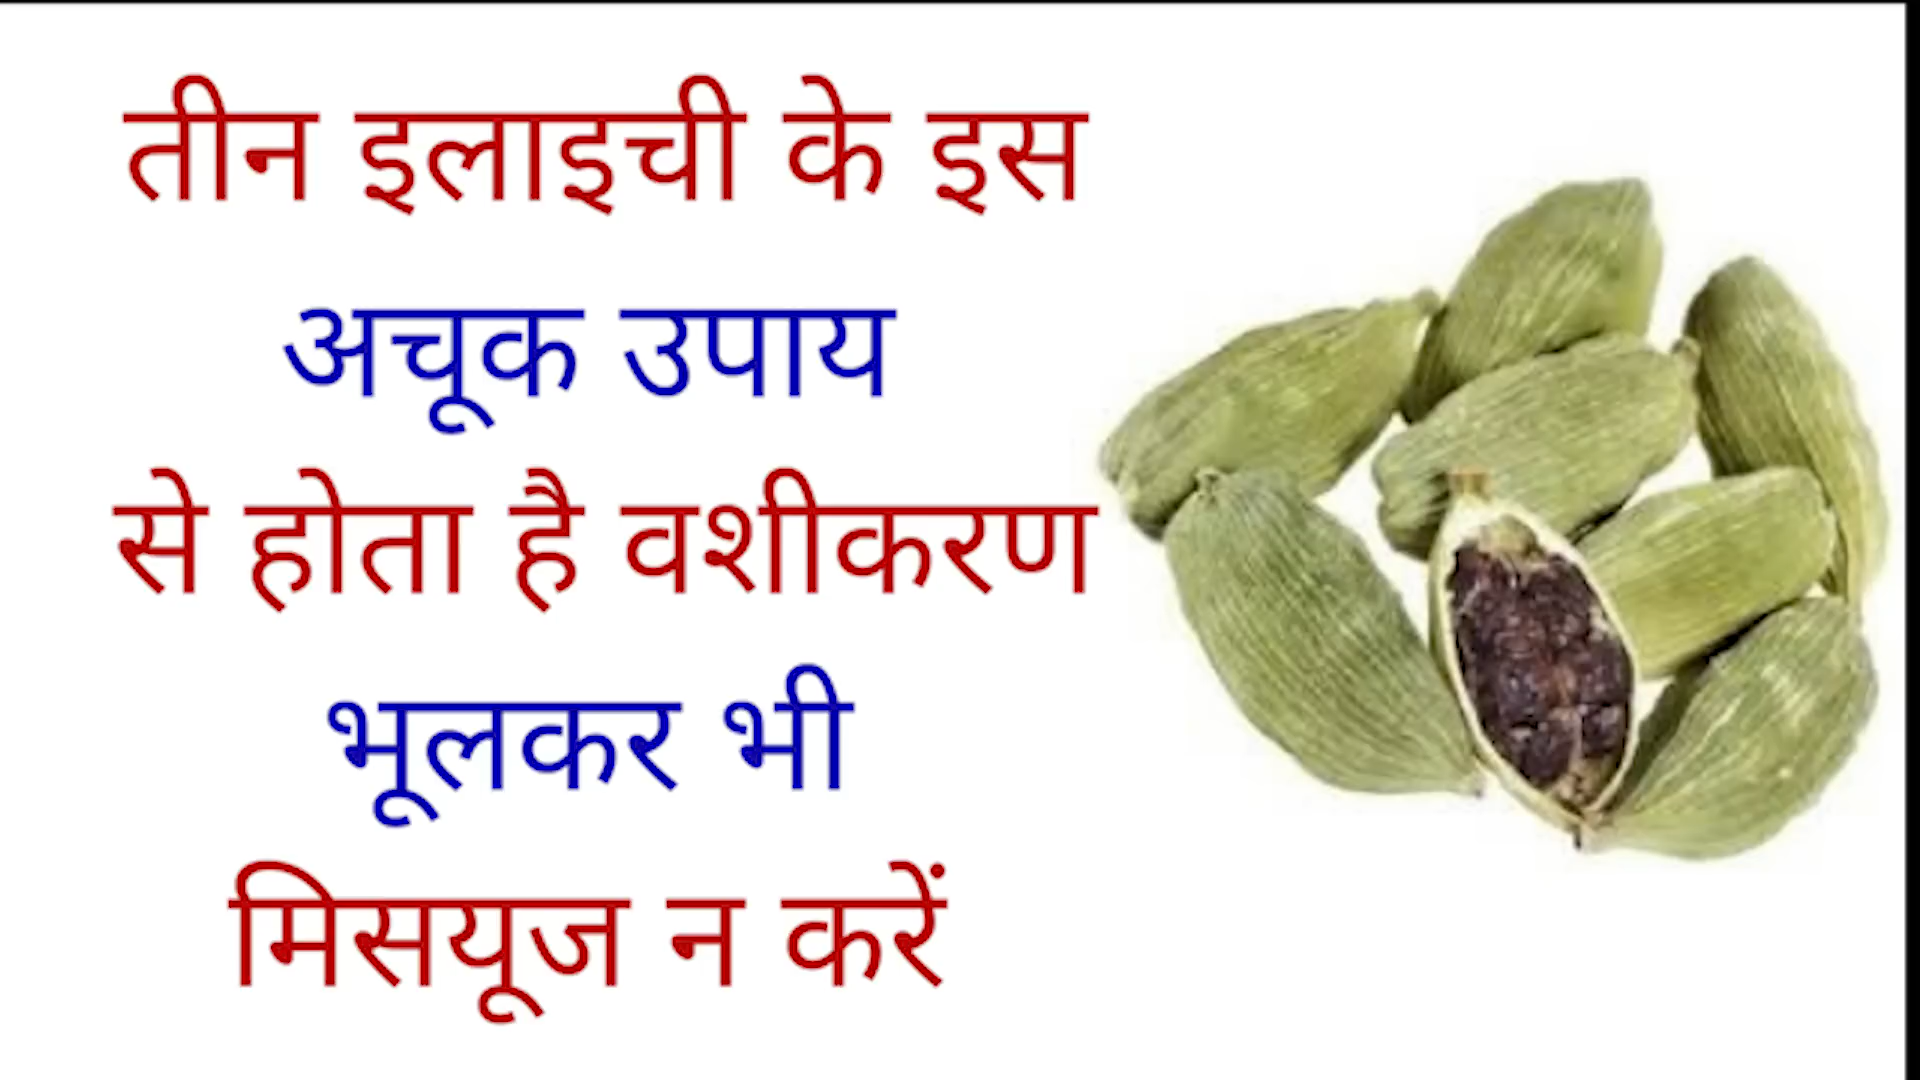 तीन इलाइची के इस
अचूक उपाय
से होता है वशीकरण
भूलकर भी
मिसयूज न करें